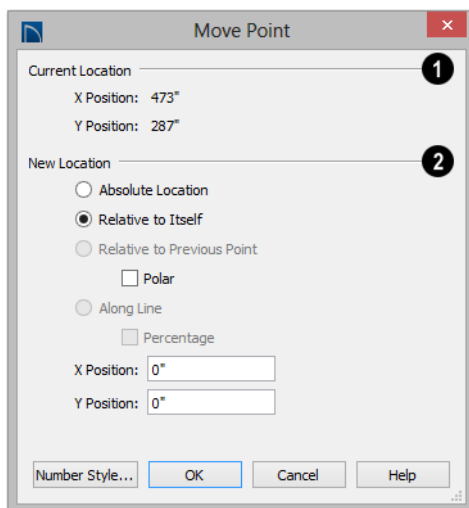 Move Point
Current Location 1
X Position: 473"
Y Position: 287"
New Location 2
Absolute Location
Relative to Itself
Relative to Previous Point
Polar
Along Line
Percentage
X Position: 0"
Y Position: 0"
Number Style... OK Cancel Help